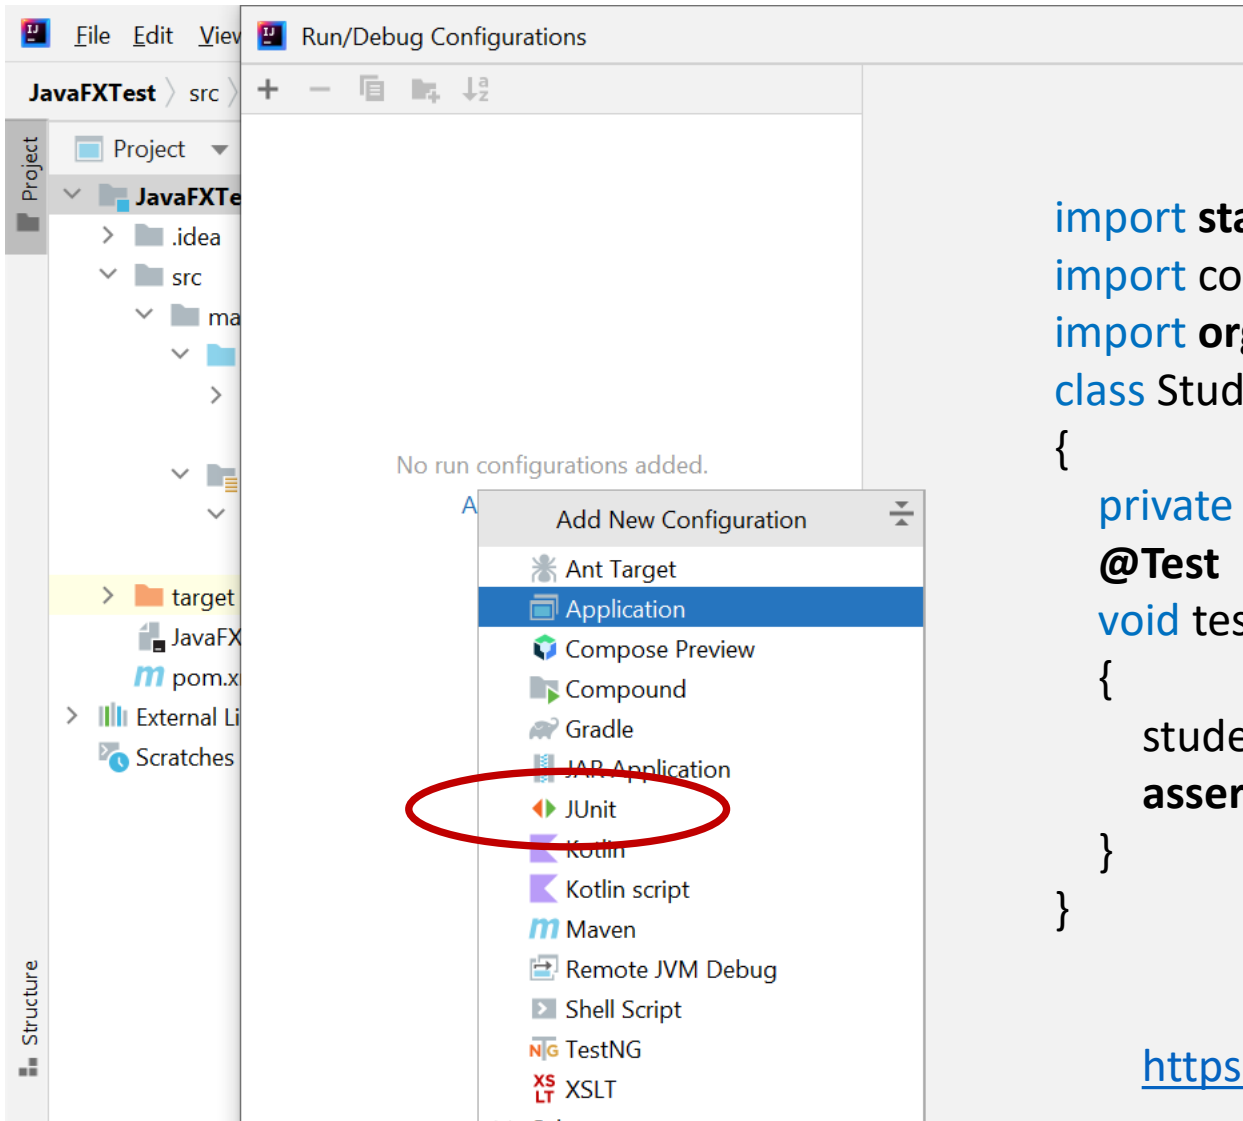 File Edit View
Run/Debug Configurations
JavaFXTest src
Project
Project
JavaFXTe
.idea
src
ma
target
JavaFX
pom.x
External Li
Scratches
Structure
No run configurations added.
A
Add New Configuration
Ant Target
Application
Compose Preview
Compound
Gradle
JAR Application
JUnit
Kotlin
Kotlin script
Maven
Remote JVM Debug
Shell Script
TestNG
XSLT
import sta
import co
import org
class Stud
{
private
@Test
void tes
{
stude
asser
}
}
https